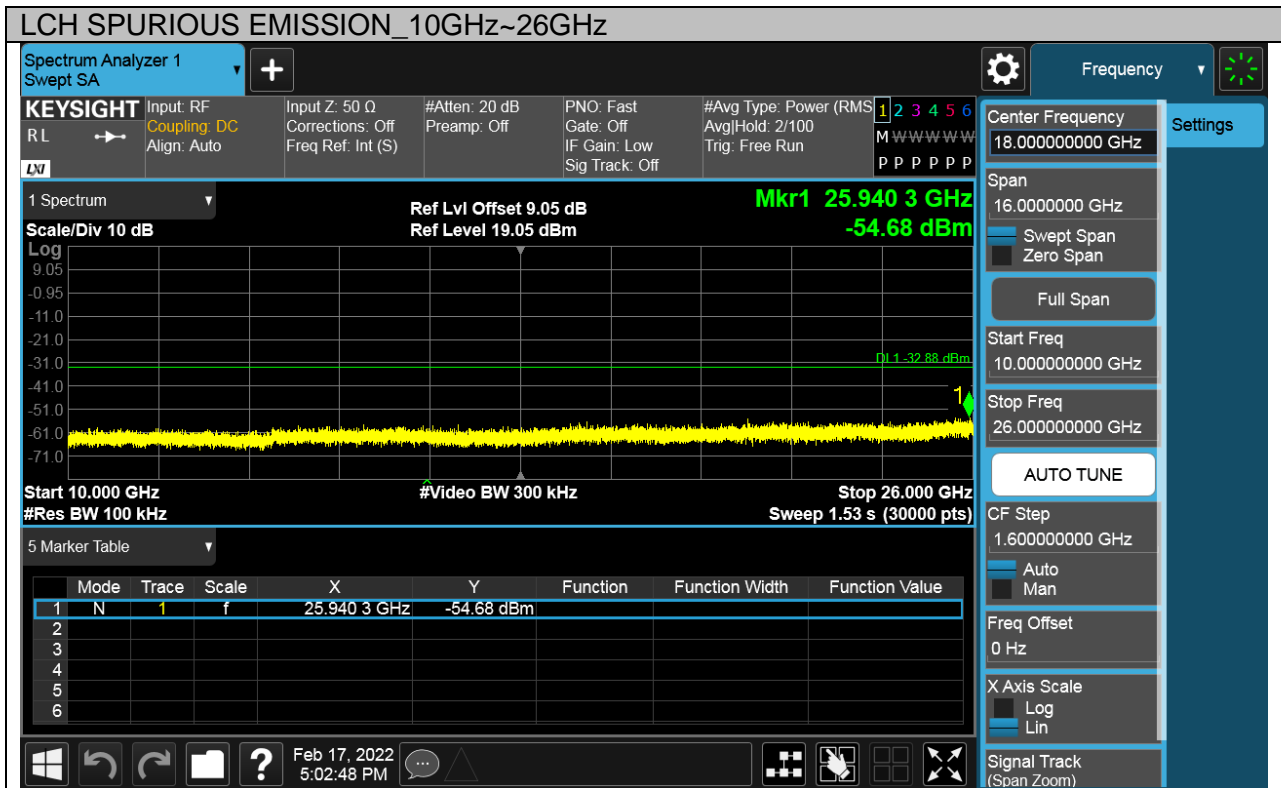 LCH SPURIOUS EMISSION_10GHz~26GHz
Spectrum Analyzer 1
Swept SA
+
Frequency
KEYSIGHT
RL
LXI
Input: RF
Coupling: DC
Align: Auto
Input Z: 50 Ω
Corrections: Off
Freq Ref: Int (S)
#Atten: 20 dB
Preamp: Off
PNO: Fast
Gate: Off
IF Gain: Low
Sig Track: Off
#Avg Type: Power (RMS
Avg|Hold: 2/100
Trig: Free Run
1 2 3 4 5 6
M W W W W W
P P P P P P
1 Spectrum
Scale/Div 10 dB
Ref Lvl Offset 9.05 dB
Ref Level 19.05 dBm
Mkr1 25.940 3 GHz
-54.68 dBm
Log
9.05
-0.95
-11.0
-21.0
-31.0
-41.0
-51.0
-61.0
-71.0
DL1 -32.88 dBm
1
Start 10.000 GHz
#Res BW 100 kHz
#Video BW 300 kHz
Stop 26.000 GHz
Sweep 1.53 s (30000 pts)
5 Marker Table
Mode Trace Scale X Y Function Function Width Function Value
1 N 1 f 25.940 3 GHz -54.68 dBm
2
3
4
5
6
Feb 17, 2022
5:02:48 PM
?
Center Frequency
18.000000000 GHz
Span
16.0000000 GHz
Swept Span
Zero Span
Full Span
Start Freq
10.000000000 GHz
Stop Freq
26.000000000 GHz
AUTO TUNE
CF Step
1.600000000 GHz
Auto
Man
Freq Offset
0 Hz
X Axis Scale
Log
Lin
Signal Track
(Span Zoom)
Settings